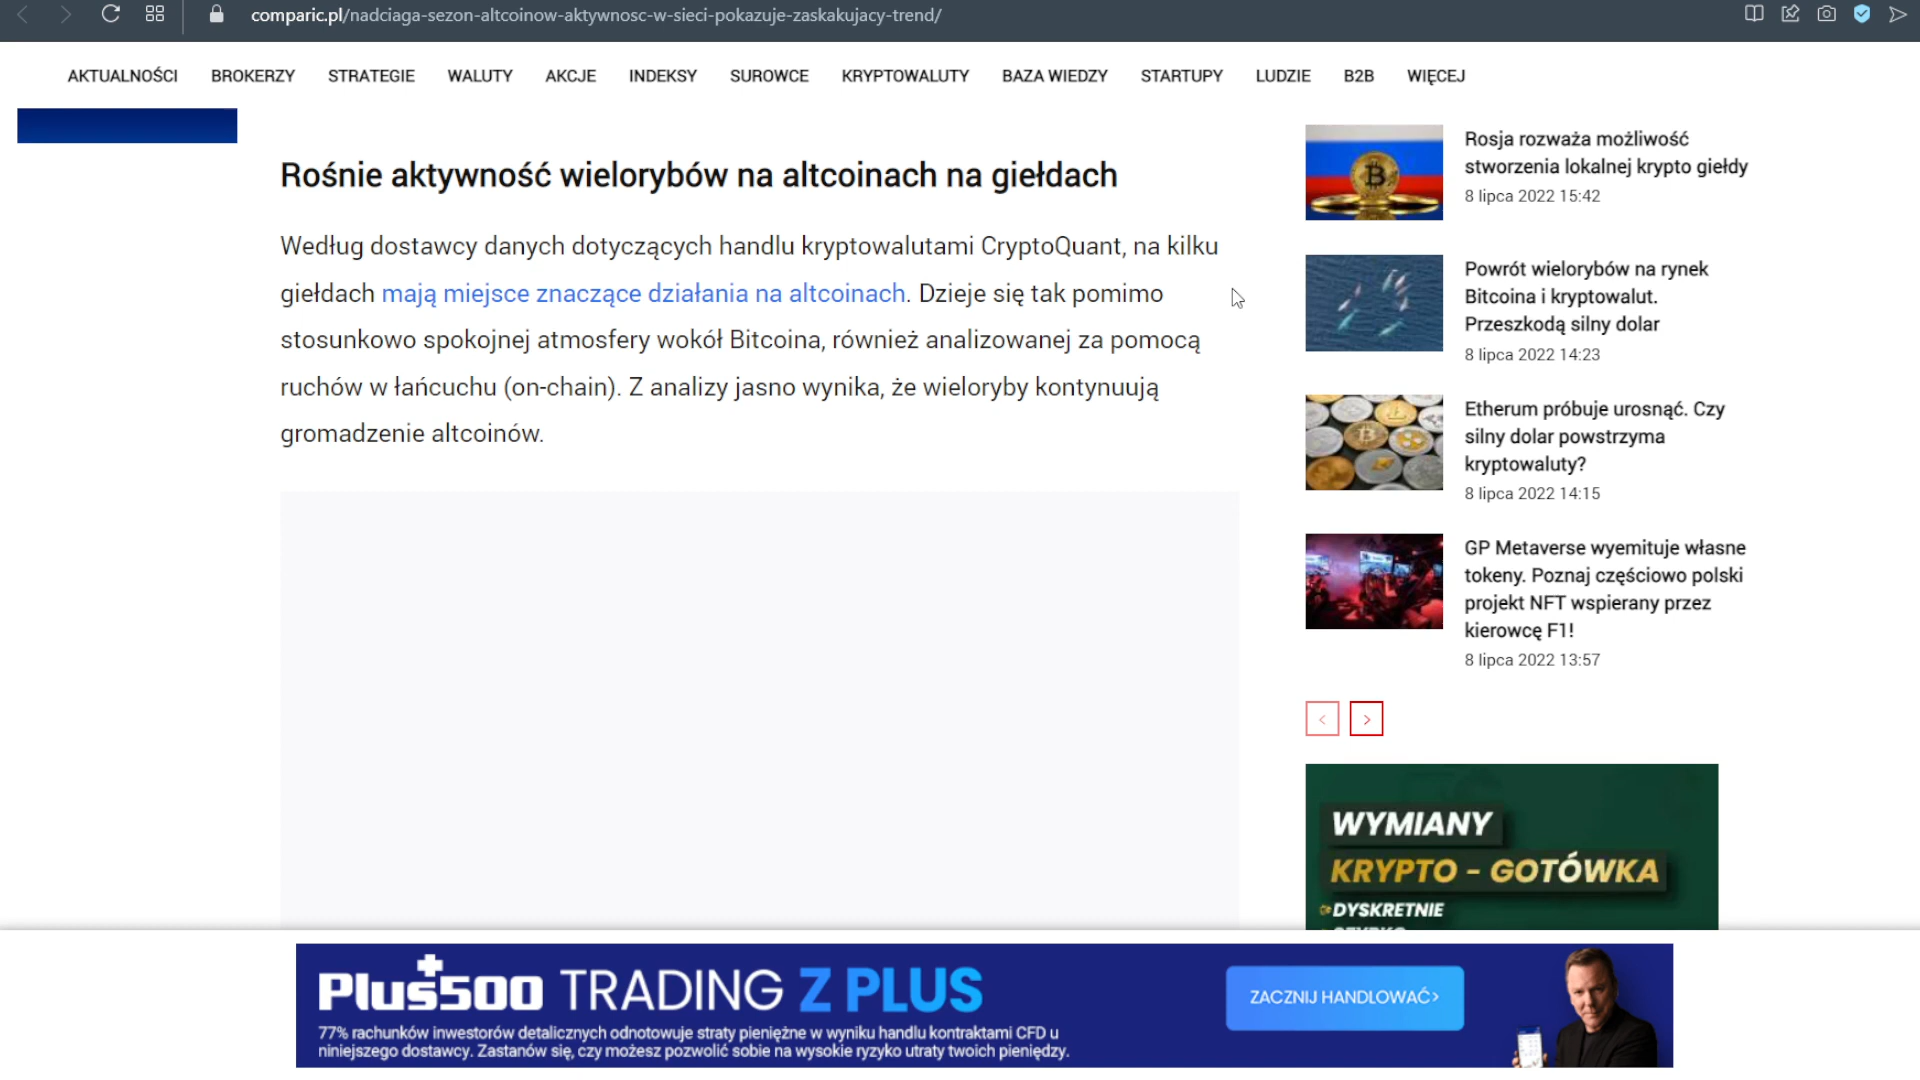 comparic.pl/nadciaga-sezon-altcoinow-aktywnosc-w-sieci-pokazuje-zaskakujacy-trend/
AKTUALNOŚCI BROKERZY STRATEGIE WALUTY AKCJE INDEKSY SUROWCE KRYPTOWALUTY BAZA WIEDZY STARTUPY LUDZIE B2B WIĘCEJ
Rośnie aktywność wielorybów na altcoinach na giełdach
Według dostawcy danych dotyczących handlu kryptowalutami CryptoQuant, na kilku
giełdach mają miejsce znaczące działania na altcoinach. Dzieje się tak pomimo
stosunkowo spokojnej atmosfery wokół Bitcoina, również analizowanej za pomocą
ruchów w łańcuchu (on-chain). Z analizy jasno wynika, że wieloryby kontynuują
gromadzenie altcoinów.
Rosja rozważa możliwość
stworzenia lokalnej krypto giełdy
8 lipca 2022 15:42
Powrót wielorybów na rynek
Bitcoina i kryptowalut.
Przeszkodą silny dolar
8 lipca 2022 14:23
Etherum próbuje urosnąć. Czy
silny dolar powstrzyma
kryptowaluty?
8 lipca 2022 14:15
GP Metaverse wyemituje własne
tokeny. Poznaj częściowo polski
projekt NFT wspierany przez
kierowcę F1!
8 lipca 2022 13:57
WYMIANY
KRYPTO - GOTÓWKA
DYSKRETNIE
Plus500 TRADING Z PLUS
77% rachunków inwestorów detalicznych odnotowuje straty pieniężne w wyniku handlu kontraktami CFD u
niniejszego dostawcy. Zastanów się, czy możesz pozwolić sobie na wysokie ryzyko utraty twoich pieniędzy.
ZACZNIJ HANDLOWAĆ>